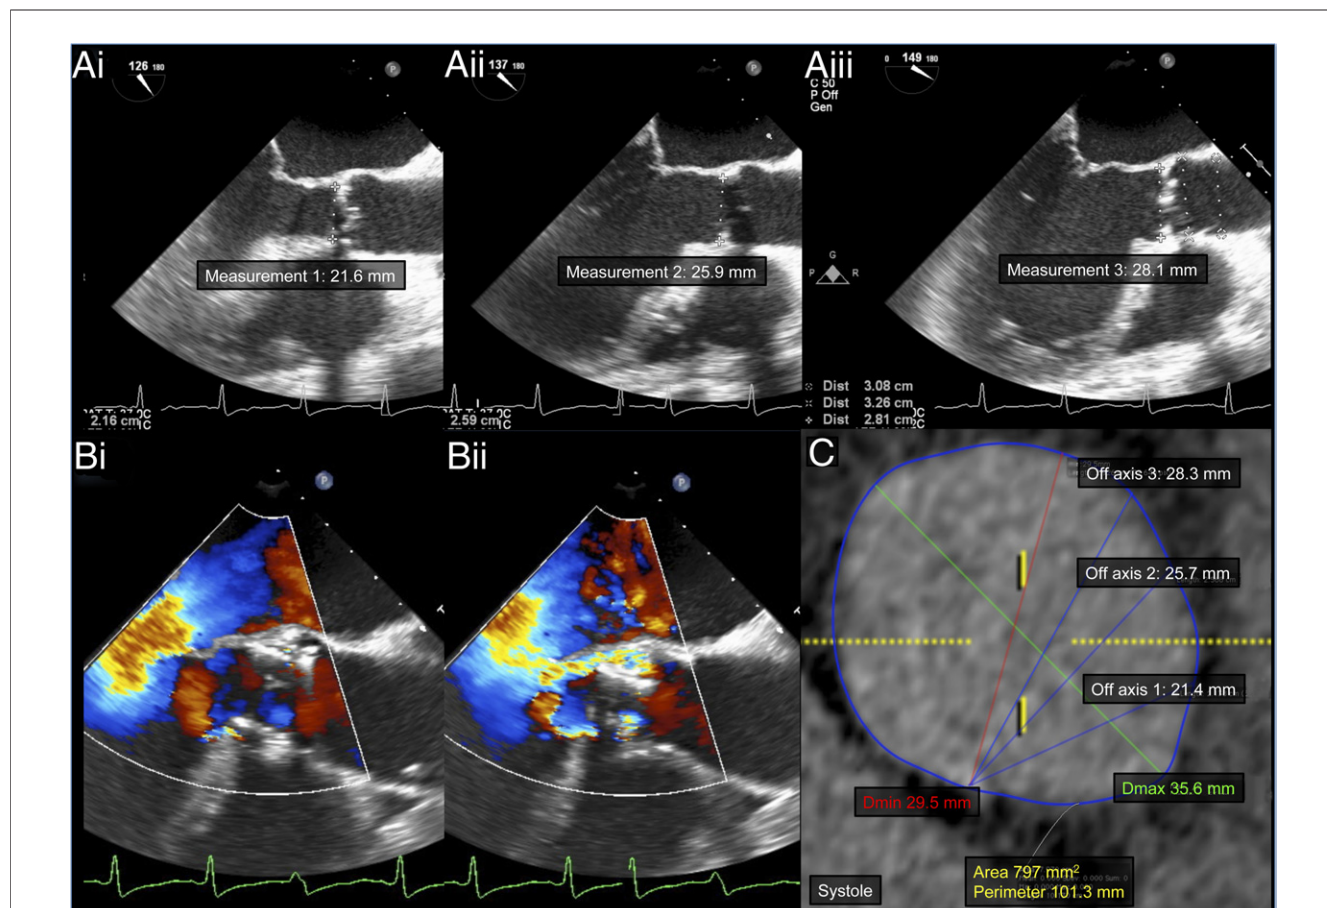 Ai
126 180
P
Measurement 1: 21.6 mm
2.16 cm
Aii
137 180
P
Measurement 2: 25.9 mm
2.59 cm
Aiii
0 149 180
P
C 50
P Off
Gen
G
P R
Measurement 3: 28.1 mm
Dist 3.08 cm
Dist 3.26 cm
Dist 2.81 cm
Bi
P
Bii
P
C
Off axis 3: 28.3 mm
Off axis 2: 25.7 mm
Off axis 1: 21.4 mm
Dmin 29.5 mm
Dmax 35.6 mm
Area 797 mm²
Perimeter 101.3 mm
Systole